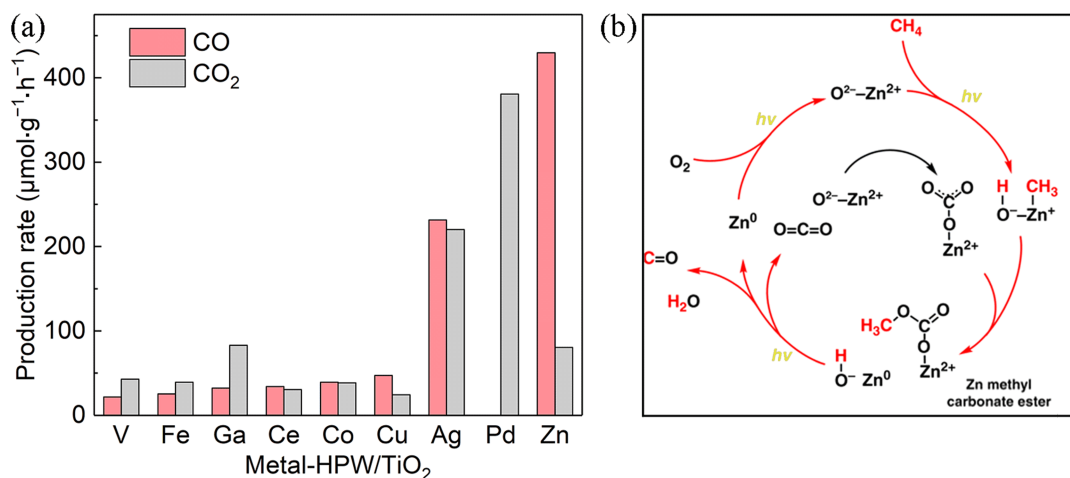 (a)
CO
CO₂
Production rate (μmol·g⁻¹·h⁻¹)
400
300
200
100
0
V Fe Ga Ce Co Cu Ag Pd Zn
Metal-HPW/TiO₂
(b)
CH₄
O²⁻–Zn²⁺
hv
hv
O₂
O²⁻–Zn²⁺
O O
C
O
Zn²⁺
H CH₃
O⁻–Zn⁺
Zn⁰
O=C=O
C=O
H₂O
hv
H
O⁻ Zn⁰
H₃C O C O
O
Zn²⁺
Zn methyl
carbonate ester